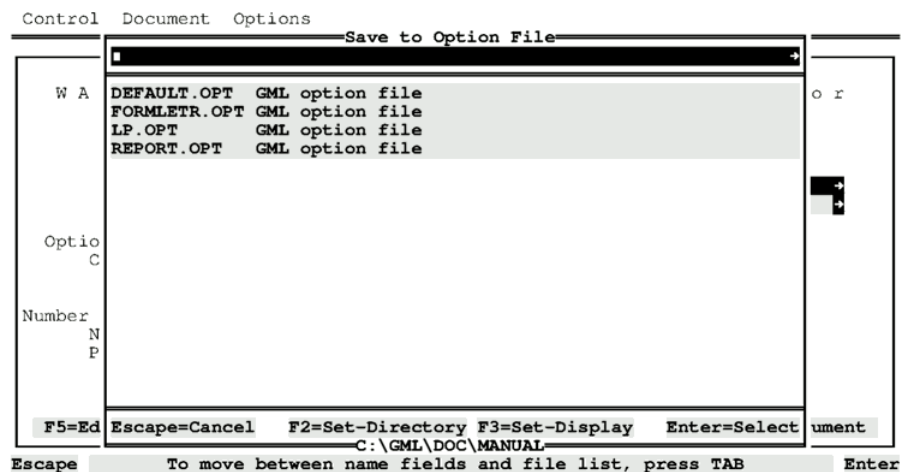 Control Document Options
Save to Option File
W A
DEFAULT.OPT GML option file
o r
FORMLETR.OPT GML option file
LP.OPT GML option file
REPORT.OPT GML option file
Optio
C
Number
N
P
F5=Ed Escape=Cancel F2=Set-Directory F3=Set-Display Enter=Select ument
C:\GML\DOC\MANUAL
Escape To move between name fields and file list, press TAB Enter